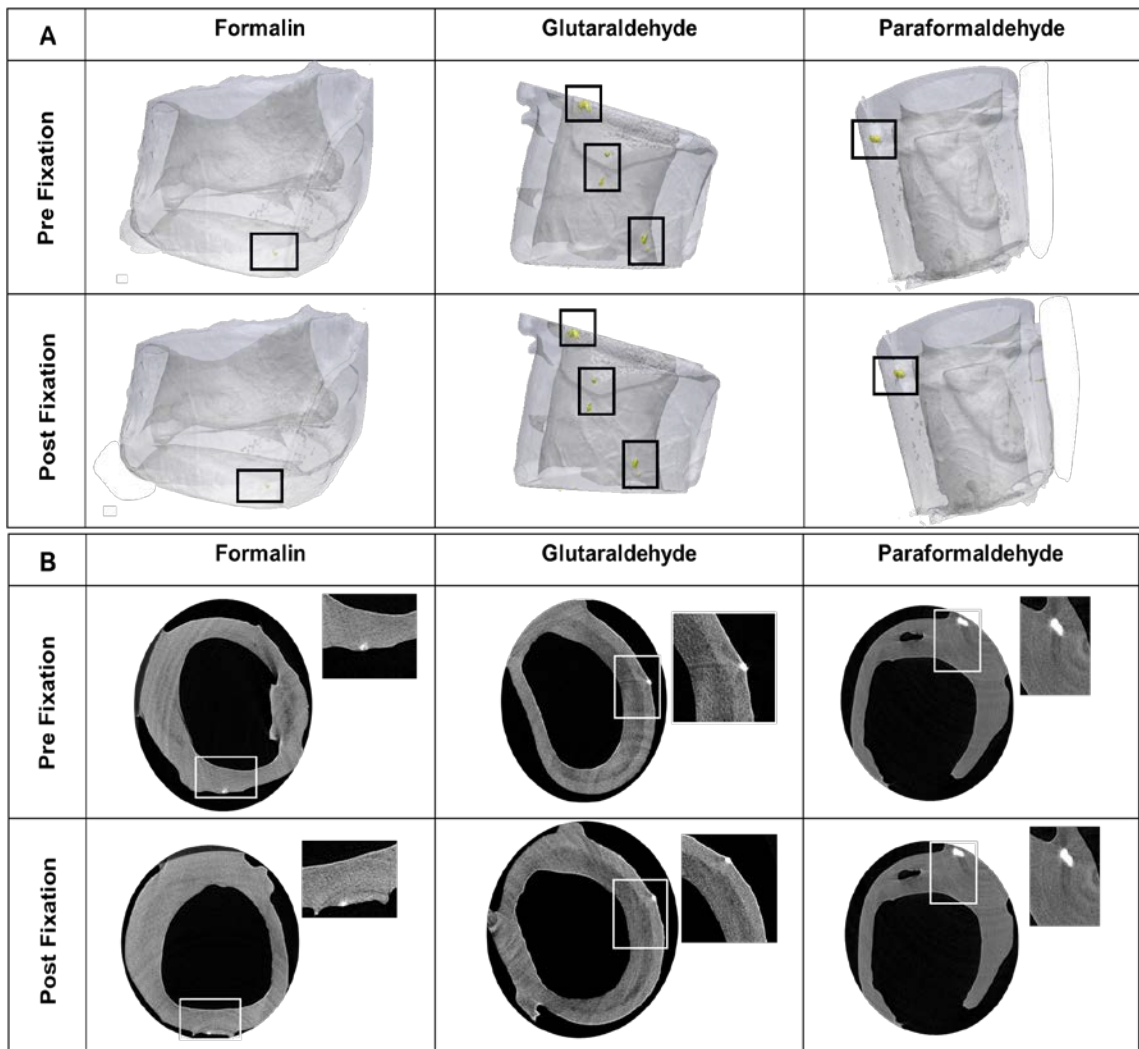 A Formalin Glutaraldehyde Paraformaldehyde
Pre Fixation
Post Fixation
B Formalin Glutaraldehyde Paraformaldehyde
Pre Fixation
Post Fixation